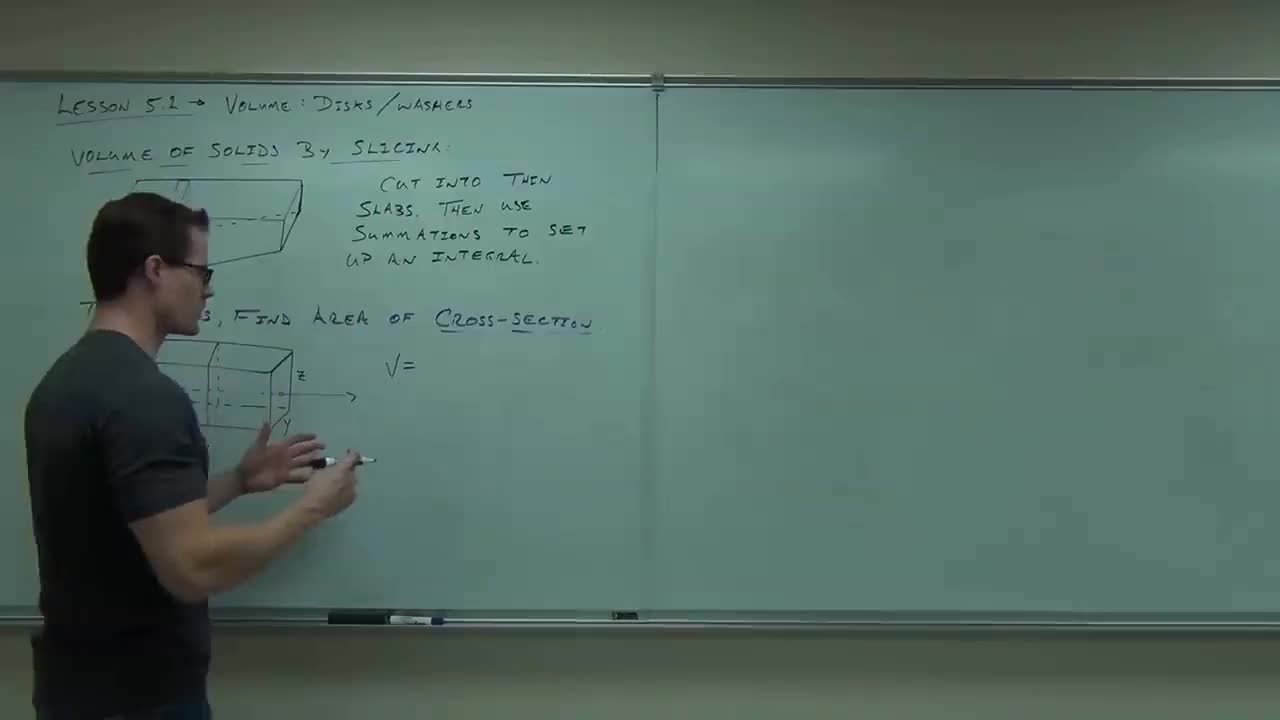 LESSON 5.2 → VOLUME: DISKS/WASHERS
VOLUME OF SOLIDS BY SLICING.
CUT INTO THIN
SLABS. THEN USE
SUMMATIONS TO SET
UP AN INTEGRAL.
FIND AREA OF CROSS-SECTION.
V=
Z
Y